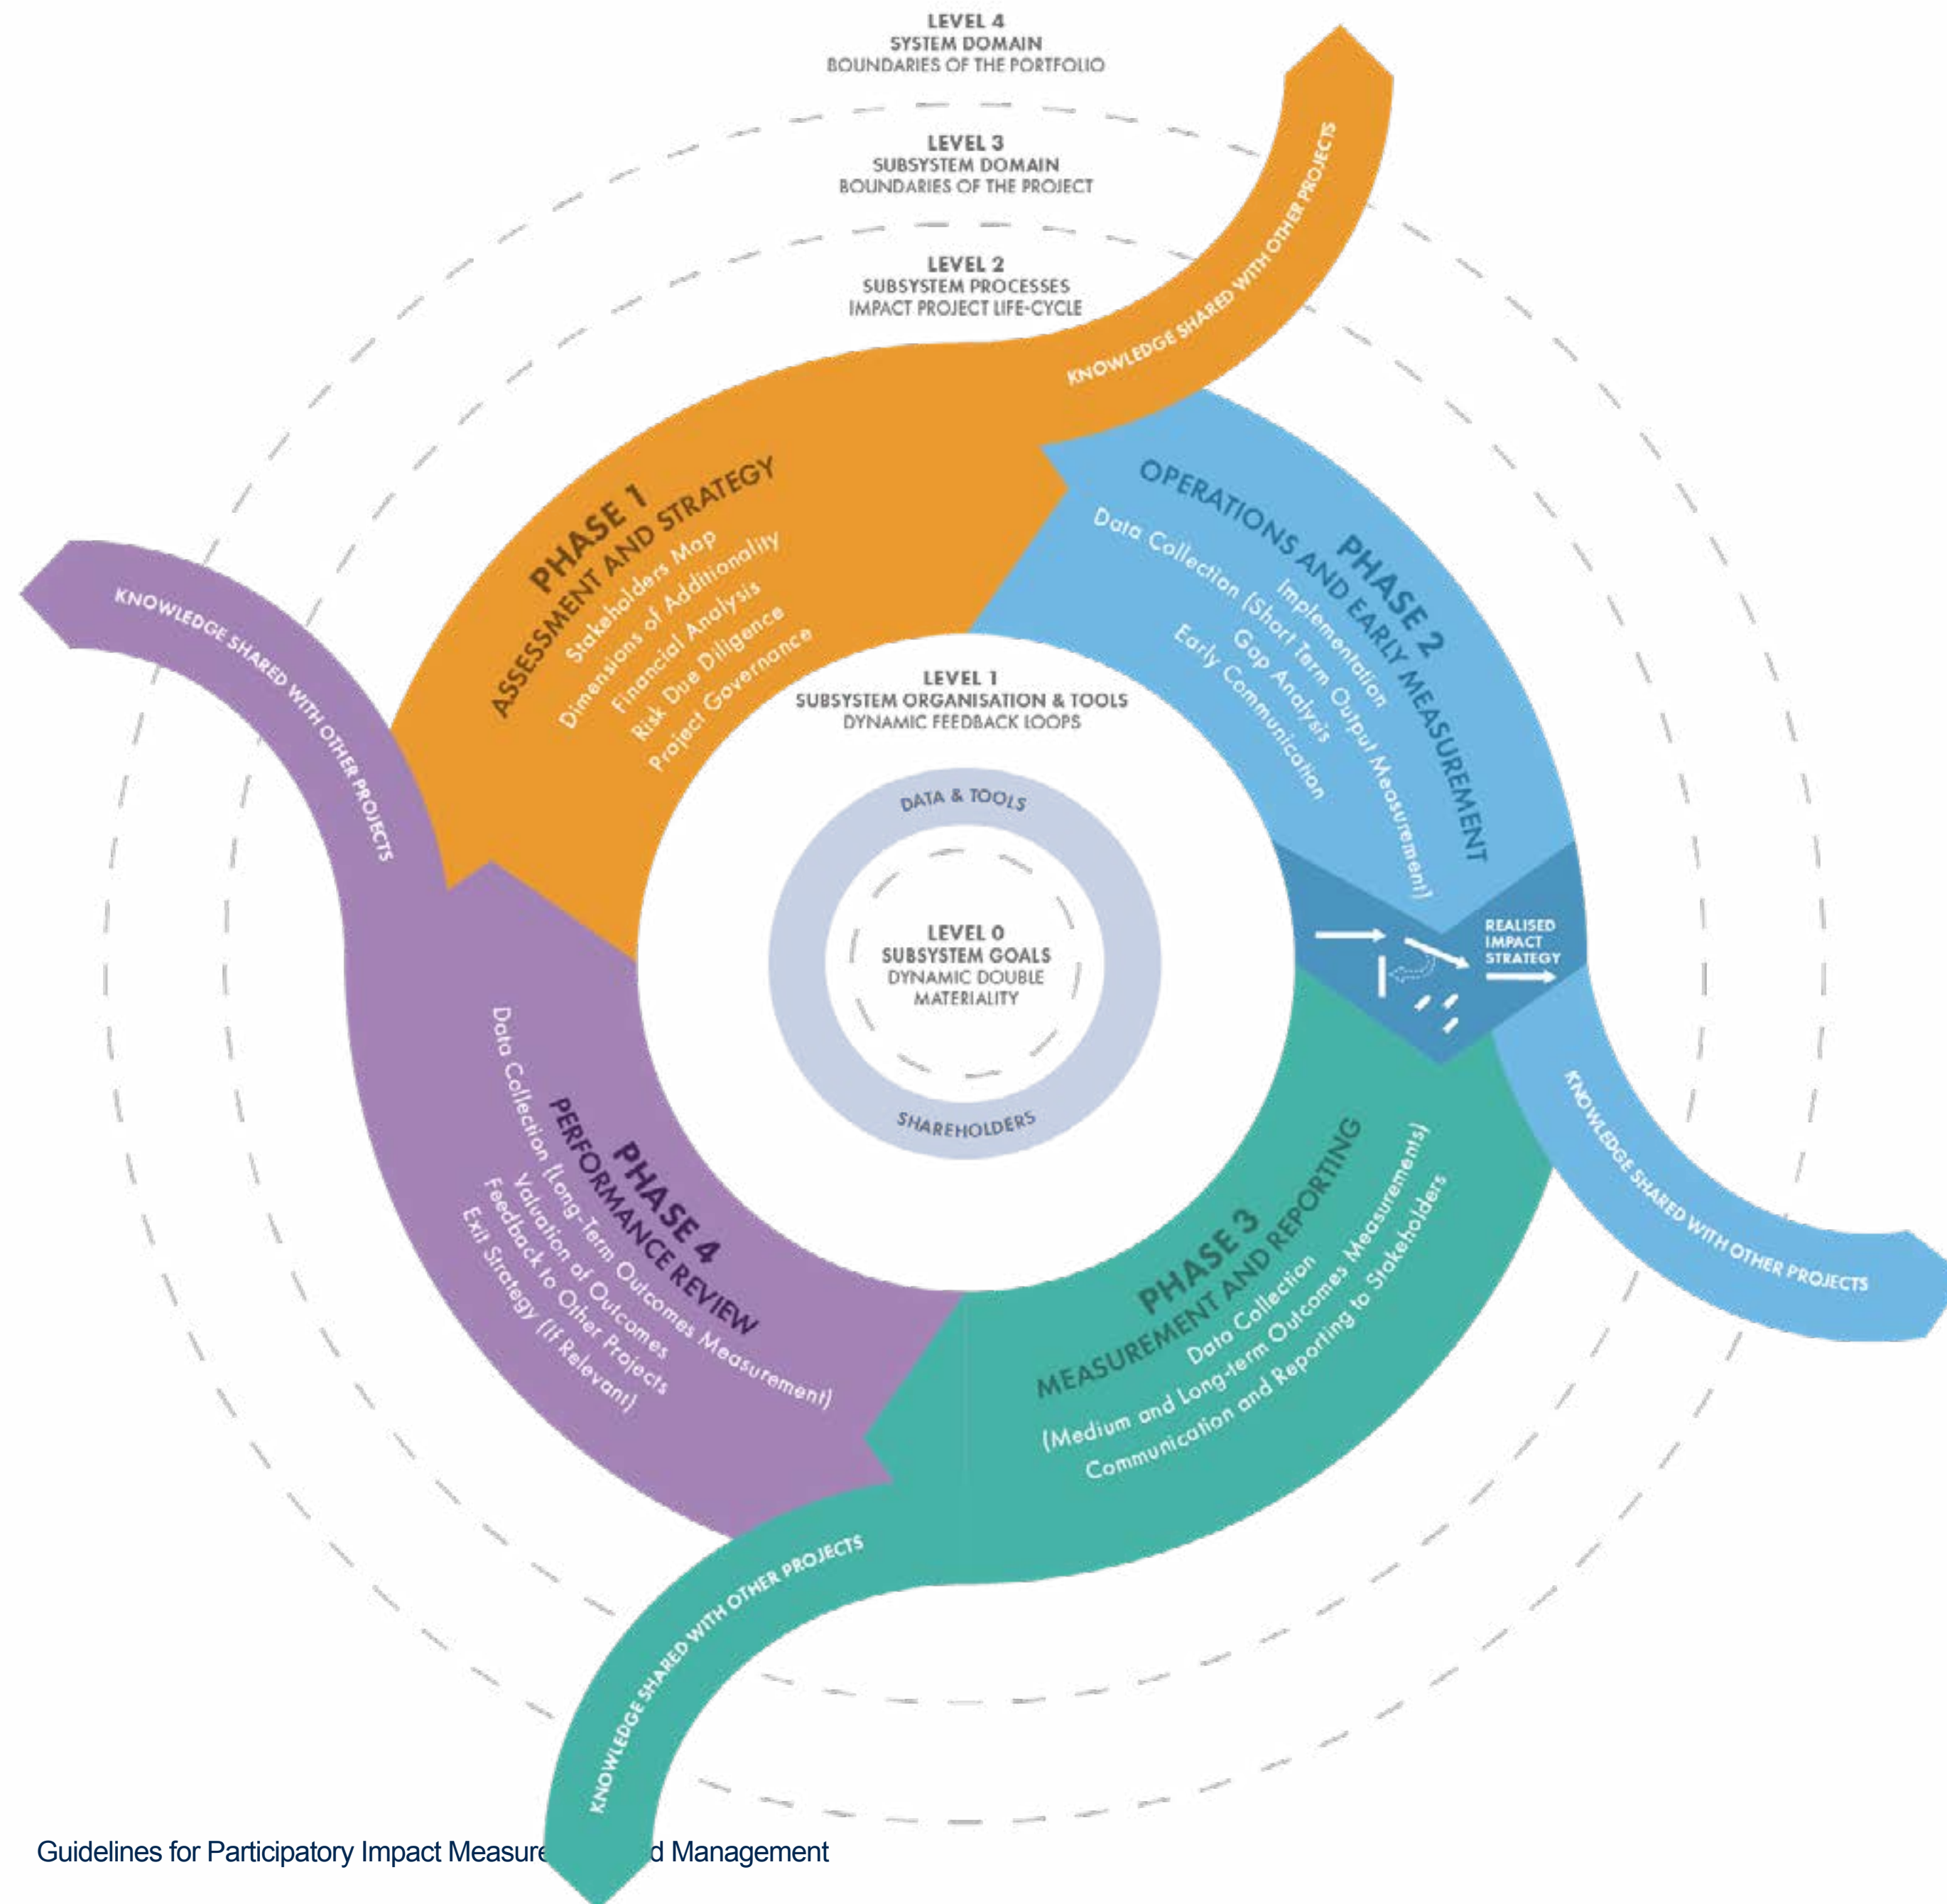 LEVEL 4
SYSTEM DOMAIN
BOUNDARIES OF THE PORTFOLIO
LEVEL 3
SUBSYSTEM DOMAIN
BOUNDARIES OF THE PROJECT
LEVEL 2
SUBSYSTEM PROCESSES
IMPACT PROJECT LIFE-CYCLE
KNOWLEDGE SHARED WITH OTHER PROJECTS
PHASE 1
ASSESSMENT AND STRATEGY
Stakeholders Map
Dimensions of Additionality
Financial Analysis
Risk Due Diligence
Project Governance
PHASE 2
OPERATIONS AND EARLY MEASUREMENT
Implementation
Data Collection (Short Term Output Measurement)
Gap Analysis
Early Communication
REALISED
IMPACT
STRATEGY
KNOWLEDGE SHARED WITH OTHER PROJECTS
PHASE 3
MEASUREMENT AND REPORTING
Data Collection
(Medium and Long-term Outcomes Measurements)
Communication and Reporting to Stakeholders
KNOWLEDGE SHARED WITH OTHER PROJECTS
PHASE 4
PERFORMANCE REVIEW
Data Collection (Long-Term Outcomes Measurement)
Valuation of Outcomes
Feedback to Other Projects
Exit Strategy (If Relevant)
KNOWLEDGE SHARED WITH OTHER PROJECTS
LEVEL 1
SUBSYSTEM ORGANISATION & TOOLS
DYNAMIC FEEDBACK LOOPS
DATA & TOOLS
LEVEL 0
SUBSYSTEM GOALS
DYNAMIC DOUBLE
MATERIALITY
SHAREHOLDERS
Guidelines for Participatory Impact Measure d Management